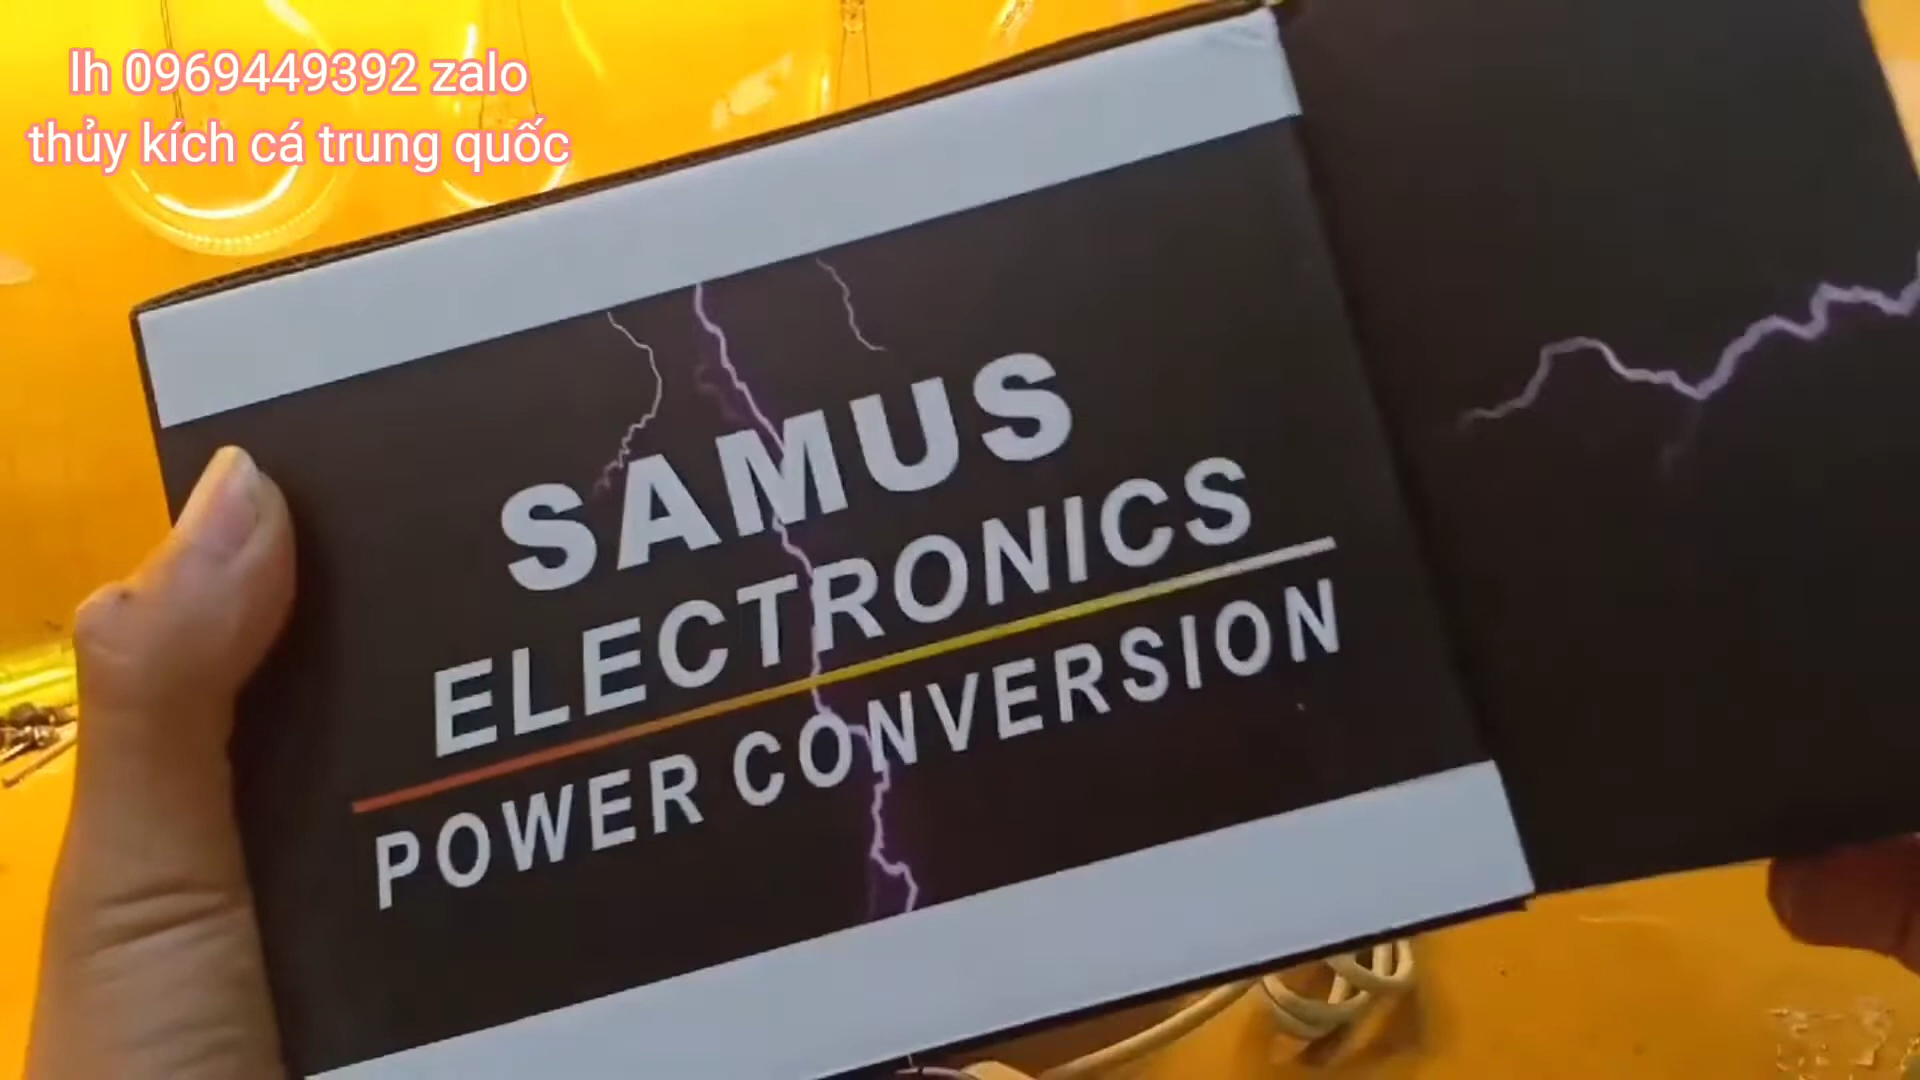 lh 0969449392 zalo
thủy kích cá trung quốc
SAMUS
ELECTRONICS
POWER CONVERSION